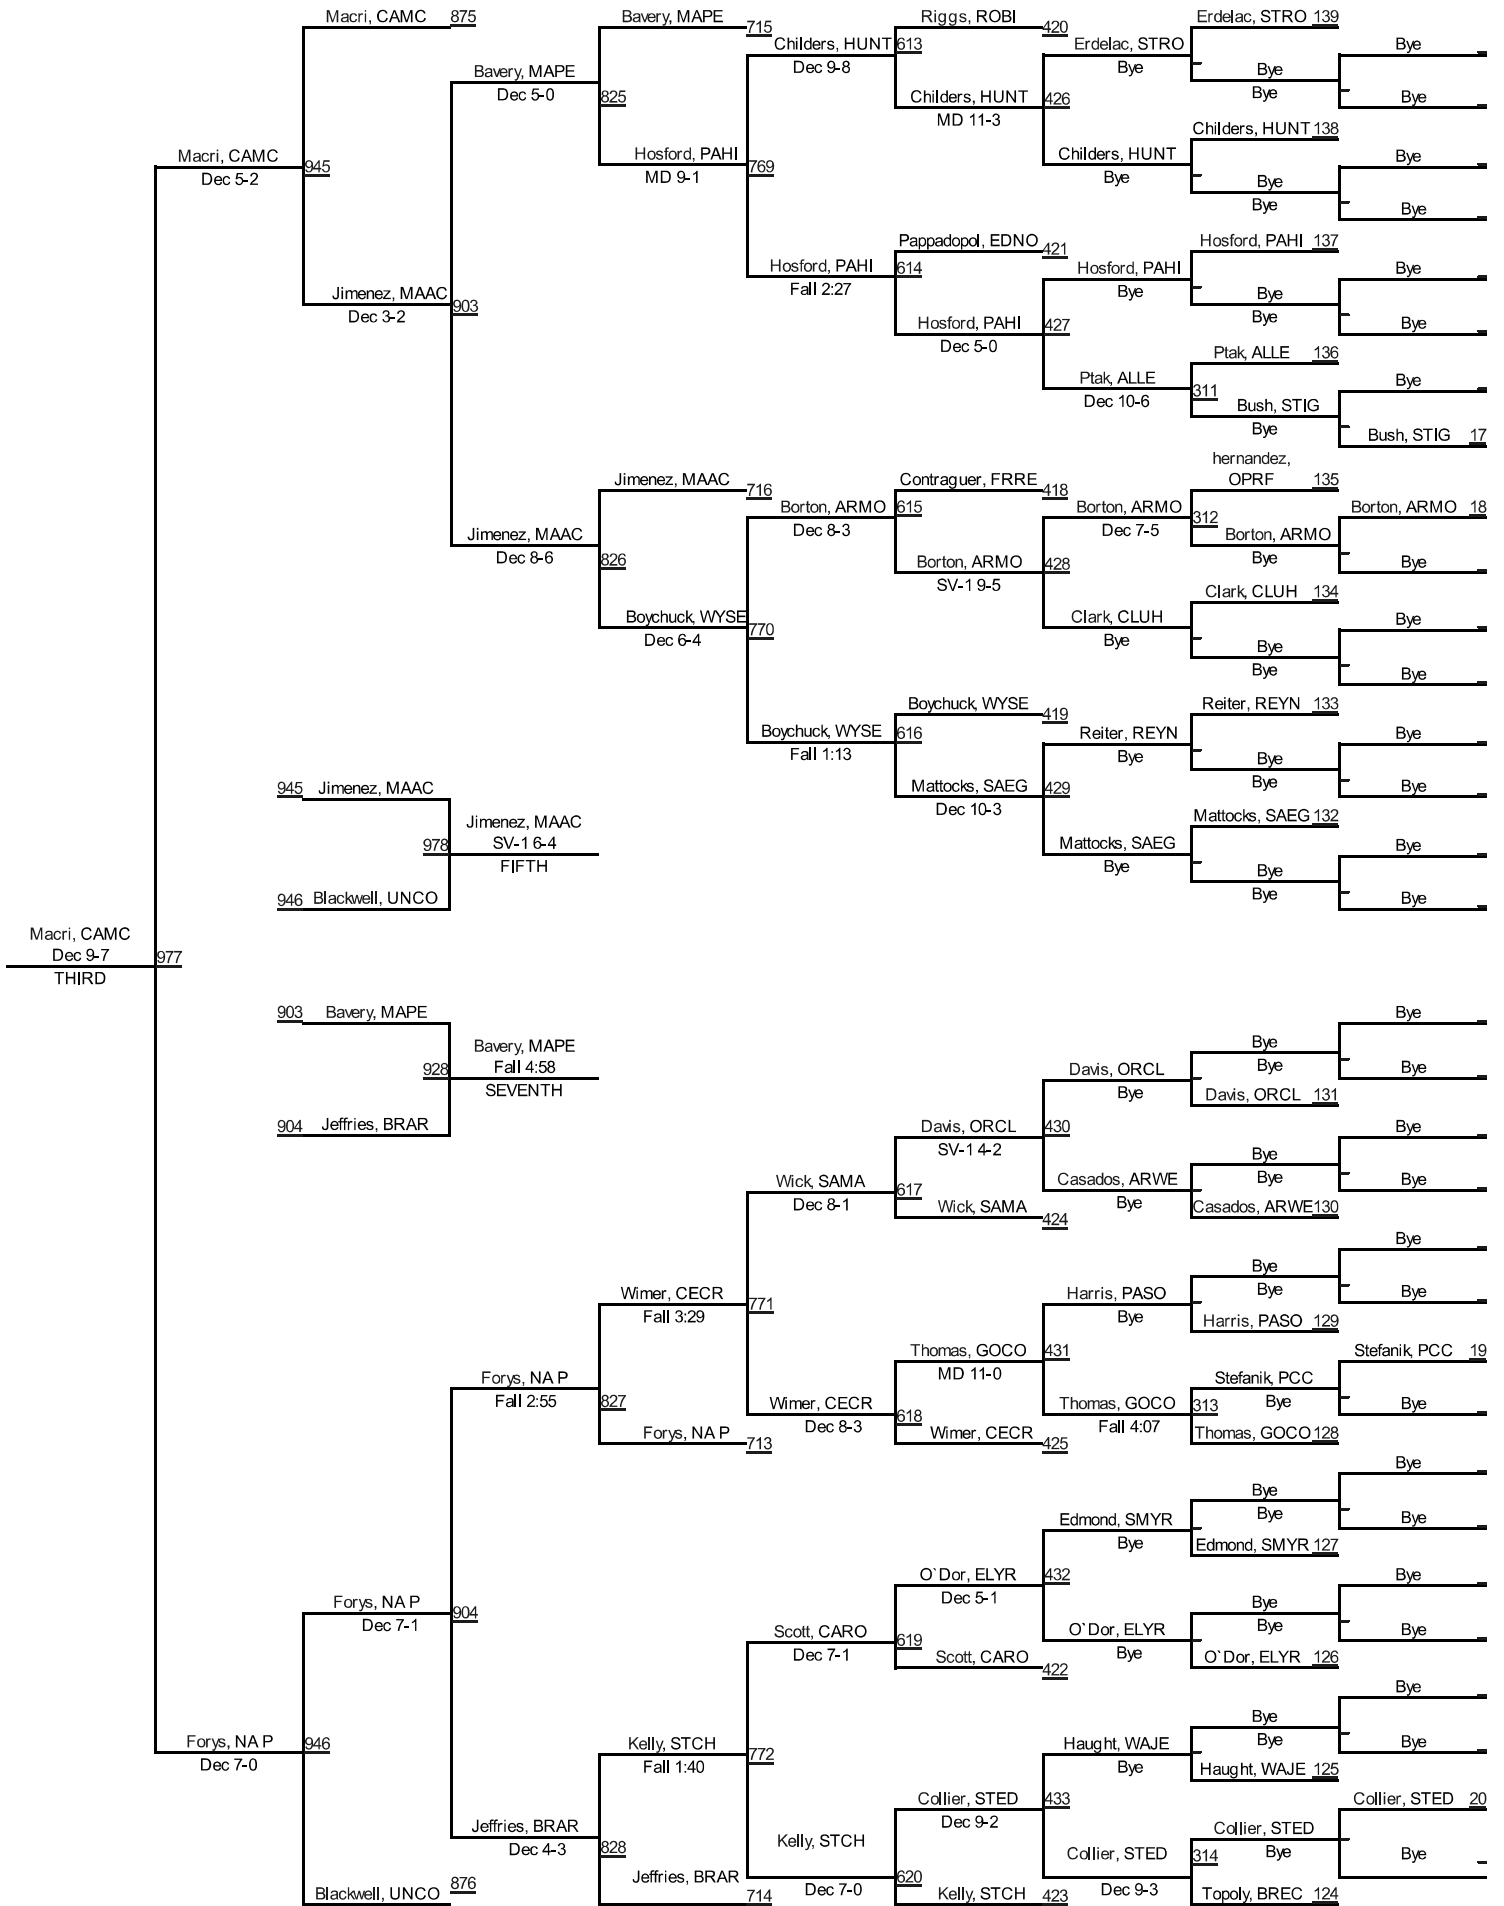 Macri, CAMC 875
Bavery, MAPE
715
Riggs, ROBI
420
Erdelac, STRO 139
Childers, HUNT 613
Dec 9-8
Erdelac, STRO
Bye
Bye
Bye
Bye
Bye
Bavery, MAPE
Dec 5-0
825
Childers, HUNT 426
MD 11-3
Childers, HUNT 138
Macri, CAMC
Dec 5-2
945
Hosford, PAHI
MD 9-1
769
Childers, HUNT
Bye
Bye
Bye
Bye
Bye
Pappadopol, EDNO 421
Hosford, PAHI 137
Hosford, PAHI 614
Fall 2:27
Hosford, PAHI
Bye
Bye
Bye
Bye
Bye
Jimenez, MAAC 903
Dec 3-2
Hosford, PAHI 427
Dec 5-0
Ptak, ALLE 136
Ptak, ALLE
Dec 10-6
311
Bush, STIG
Bye
Bye
Bush, STIG 17
hernandez,
OPRF 135
Jimenez, MAAC 716
Contraguer, FRRE 418
Borton, ARMO 615
Dec 8-3
Borton, ARMO
Dec 7-5
312
Borton, ARMO
Bye
Borton, ARMO 18
Bye
Jimenez, MAAC
Dec 8-6
826
Borton, ARMO 428
SV-1 9-5
Clark, CLUH 134
Boychuck, WYSE
Dec 6-4
770
Clark, CLUH
Bye
Bye
Bye
Bye
Bye
Boychuck, WYSE 419
Reiter, REYN 133
Boychuck, WYSE 616
Fall 1:13
Reiter, REYN
Bye
Bye
Bye
Bye
Bye
945 Jimenez, MAAC
Mattocks, SAEG 429
Dec 10-3
Mattocks, SAEG 132
Jimenez, MAAC
978 SV-1 6-4
FIFTH
Mattocks, SAEG
Bye
Bye
Bye
Bye
Bye
946 Blackwell, UNCO
Macri, CAMC
Dec 9-7 977
THIRD
903 Bavery, MAPE
Bavery, MAPE
928 Fall 4:58
SEVENTH
904 Jeffries, BRAR
Bye
Bye
Bye
Bye
Davis, ORCL
Bye
Davis, ORCL 131
Davis, ORCL 430
SV-1 4-2
Bye
Bye
Bye
Bye
Wick, SAMA 617
Dec 8-1
Casados, ARWE
Bye
Casados, ARWE 130
Wick, SAMA 424
Bye
Bye
Bye
Bye
Wimer, CECR
Fall 3:29
771
Harris, PASO
Bye
Harris, PASO 129
Thomas, GOCO 431
MD 11-0
Stefanik, PCC 19
Forys, NA P
Fall 2:55
827
Wimer, CECR 618
Dec 8-3
Thomas, GOCO
Fall 4:07
313
Stefanik, PCC
Bye
Bye
Forys, NA P 713
Wimer, CECR 425
Thomas, GOCO 128
Bye
Bye
Bye
Bye
Edmond, SMYR
Bye
Edmond, SMYR 127
O`Dor, ELYR 432
Dec 5-1
Bye
Bye
Bye
Bye
Forys, NA P
Dec 7-1
904
Scott, CARO 619
Dec 7-1
O`Dor, ELYR
Bye
O`Dor, ELYR 126
Scott, CARO 422
Bye
Bye
Bye
Bye
Forys, NA P
Dec 7-0
946
Kelly, STCH
Fall 1:40
772
Haught, WAJE
Bye
Haught, WAJE 125
Collier, STED 433
Dec 9-2
Collier, STED 20
Jeffries, BRAR
Dec 4-3
828
Kelly, STCH
Dec 7-0
620
Collier, STED
Dec 9-3
314
Collier, STED
Bye
Bye
Blackwell, UNCO 876
Jeffries, BRAR
714
Kelly, STCH 423
Topoly, BREC 124